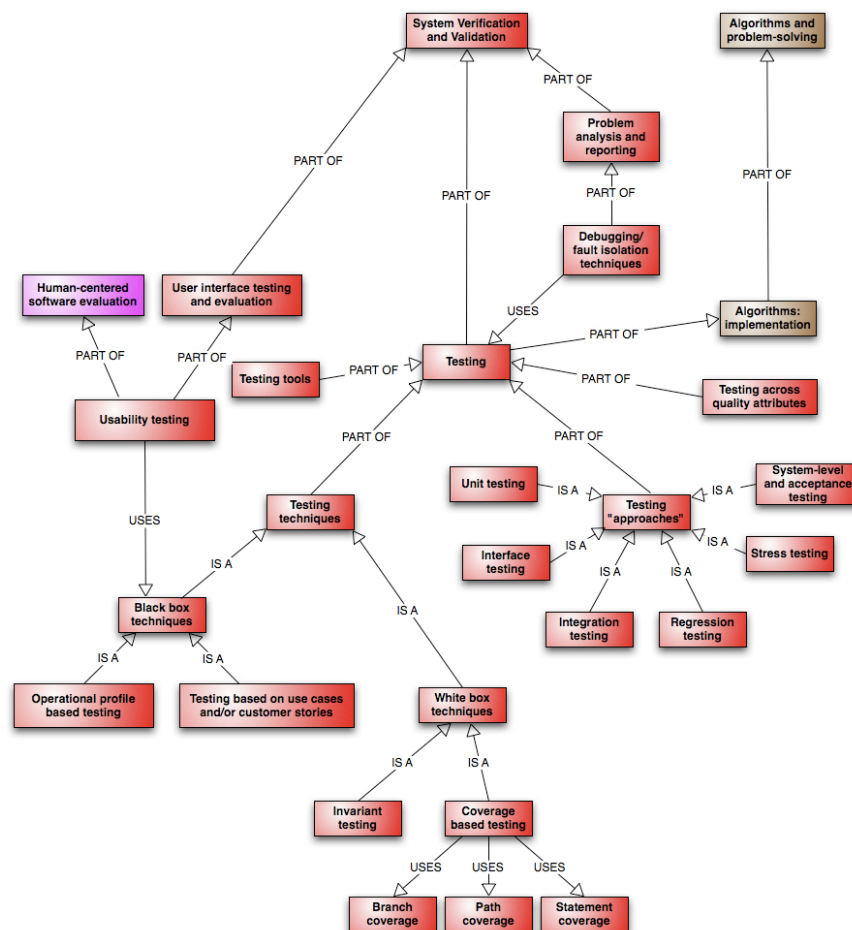 System Verification
and Validation
Algorithms and
problem-solving
PART OF
Problem
analysis and
reporting
PART OF
PART OF
PART OF
PART OF
Debugging/
fault isolation
techniques
Human-centered
software evaluation
User interface testing
and evaluation
USES
Algorithms:
implementation
PART OF
PART OF
PART OF
Testing
Testing tools
PART OF
PART OF
Testing across
quality attributes
Usability testing
PART OF
PART OF
Unit testing
IS A
System-level
and acceptance
testing
IS A
Testing
techniques
Testing
"approaches"
USES
Interface
testing
IS A
IS A
Stress testing
IS A
IS A
IS A
Black box
techniques
IS A
Integration
testing
Regression
testing
IS A
IS A
Operational profile
based testing
Testing based on use cases
and/or customer stories
White box
techniques
IS A
IS A
Invariant
testing
Coverage
based testing
USES
USES
USES
Branch
coverage
Path
coverage
Statement
coverage